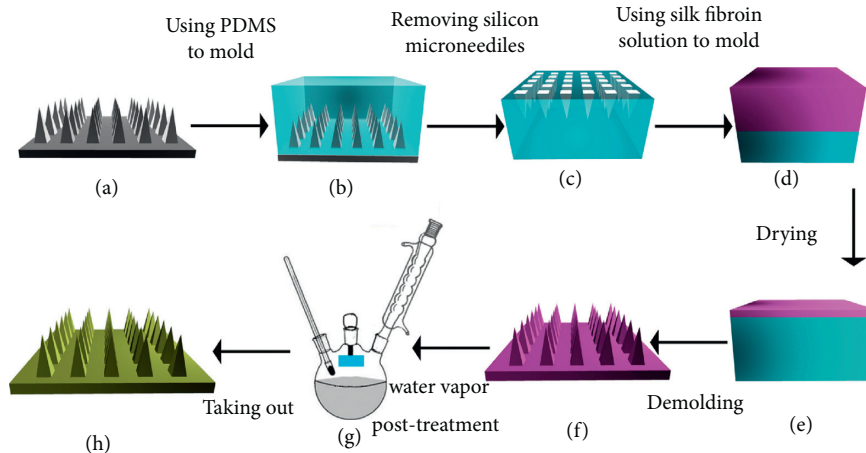 Using PDMS
to mold
Removing silicon
microneediles
Using silk fibroin
solution to mold
(a)
(b)
(c)
(d)
Drying
(e)
Demolding
(f)
water vapor
post-treatment
(g)
Taking out
(h)